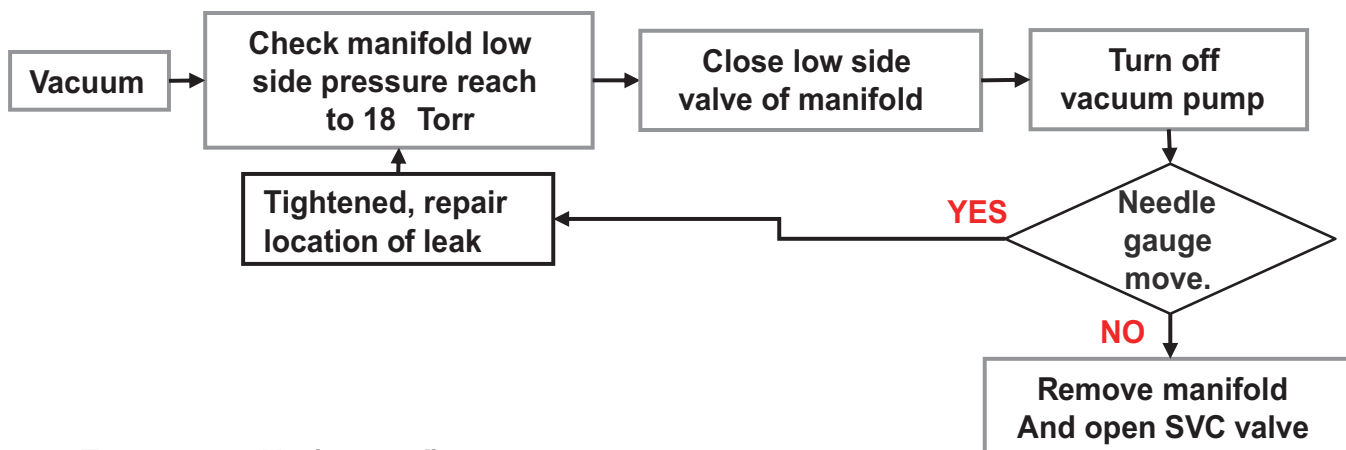 Vacuum
Check manifold low
side pressure reach
to 18 Torr
Close low side
valve of manifold
Turn off
vacuum pump
Tightened, repair
location of leak
YES
Needle
gauge
move.
NO
Remove manifold
And open SVC valve